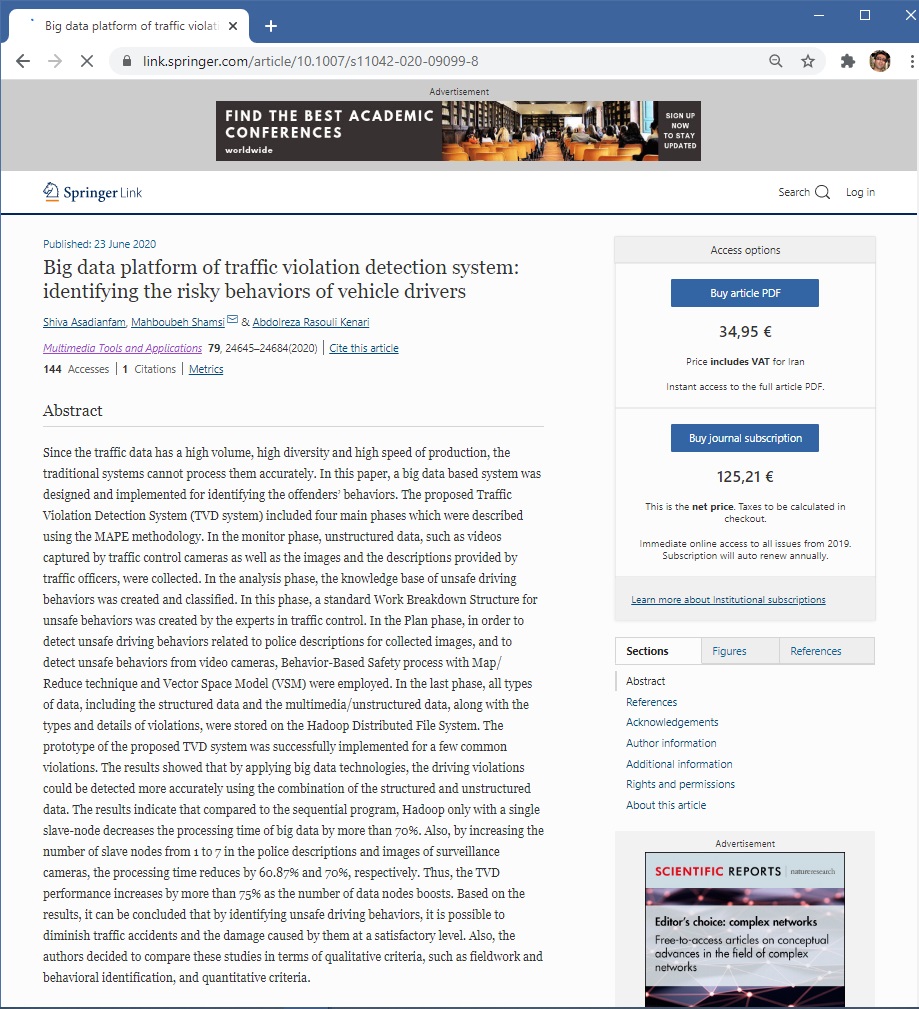 Big data platform of traffic violat
link.springer.com/article/10.1007/s11042-020-09099-8
Advertisement
FIND THE BEST ACADEMIC
CONFERENCES
worldwide
SIGN UP
NOW
TO STAY
UPDATED
Springer Link
Search
Log in
Published: 23 June 2020
Big data platform of traffic violation detection system:
identifying the risky behaviors of vehicle drivers
Shiva Asadianfam, Mahboubeh Shamsi & Abdolreza Rasouli Kenari
Multimedia Tools and Applications 79, 24645–24684(2020) | Cite this article
144 Accesses | 1 Citations | Metrics
Abstract
Since the traffic data has a high volume, high diversity and high speed of production, the
traditional systems cannot process them accurately. In this paper, a big data based system was
designed and implemented for identifying the offenders’ behaviors. The proposed Traffic
Violation Detection System (TVD system) included four main phases which were described
using the MAPE methodology. In the monitor phase, unstructured data, such as videos
captured by traffic control cameras as well as the images and the descriptions provided by
traffic officers, were collected. In the analysis phase, the knowledge base of unsafe driving
behaviors was created and classified. In this phase, a standard Work Breakdown Structure for
unsafe behaviors was created by the experts in traffic control. In the Plan phase, in order to
detect unsafe driving behaviors related to police descriptions for collected images, and to
detect unsafe behaviors from video cameras, Behavior-Based Safety process with Map/
Reduce technique and Vector Space Model (VSM) were employed. In the last phase, all types
of data, including the structured data and the multimedia/unstructured data, along with the
types and details of violations, were stored on the Hadoop Distributed File System. The
prototype of the proposed TVD system was successfully implemented for a few common
violations. The results showed that by applying big data technologies, the driving violations
could be detected more accurately using the combination of the structured and unstructured
data. The results indicate that compared to the sequential program, Hadoop only with a single
slave-node decreases the processing time of big data by more than 70%. Also, by increasing the
number of slave nodes from 1 to 7 in the police descriptions and images of surveillance
cameras, the processing time reduces by 60.87% and 70%, respectively. Thus, the TVD
performance increases by more than 75% as the number of data nodes boosts. Based on the
results, it can be concluded that by identifying unsafe driving behaviors, it is possible to
diminish traffic accidents and the damage caused by them at a satisfactory level. Also, the
authors decided to compare these studies in terms of qualitative criteria, such as fieldwork and
behavioral identification, and quantitative criteria.
Access options
Buy article PDF
34,95 €
Price includes VAT for Iran
Instant access to the full article PDF.
Buy journal subscription
125,21 €
This is the net price. Taxes to be calculated in
checkout.
Immediate online access to all issues from 2019.
Subscription will auto renew annually.
Learn more about Institutional subscriptions
Sections
Figures
References
Abstract
References
Acknowledgements
Author information
Additional information
Rights and permissions
About this article
Advertisement
SCIENTIFIC REPORTS | natureresearch
Editor's choice: complex networks
Free-to-access articles on conceptual
advances in the field of complex
networks